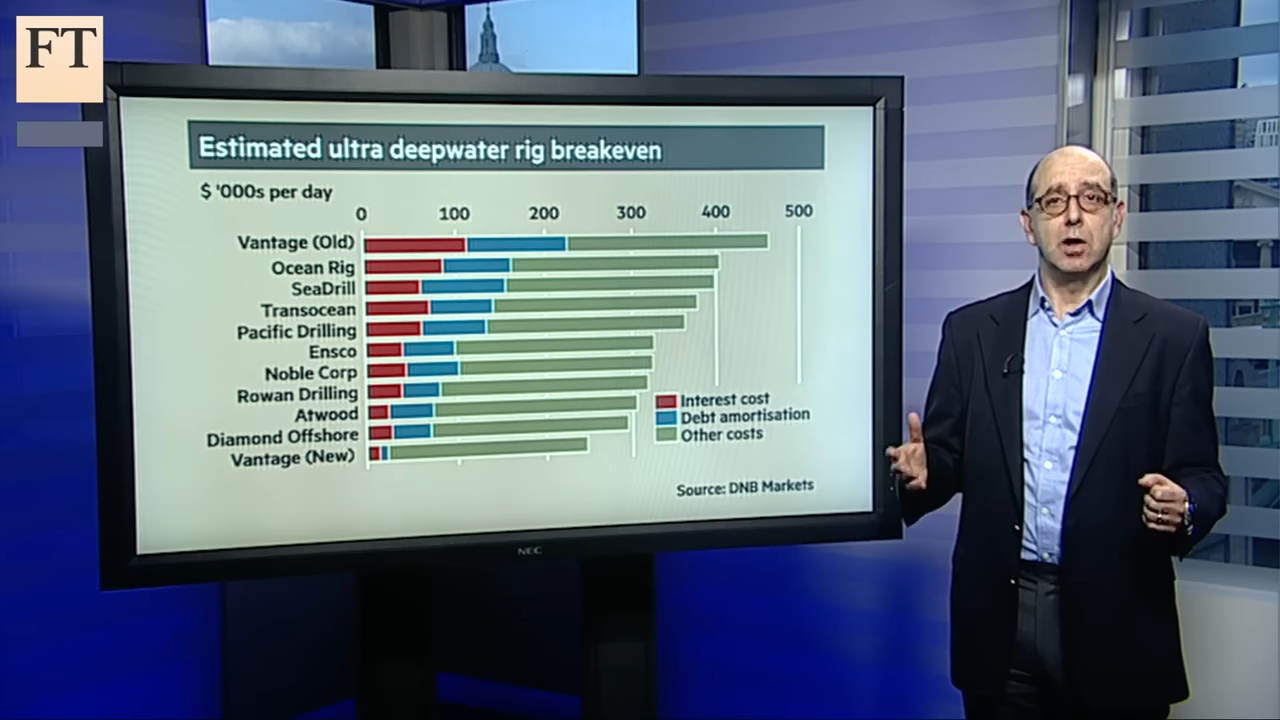 FT
Estimated ultra deepwater rig breakeven
$ '000s per day
0 100 200 300 400 500
Vantage (Old)
Ocean Rig
SeaDrill
Transocean
Pacific Drilling
Ensco
Noble Corp
Rowan Drilling
Atwood
Diamond Offshore
Vantage (New)
Interest cost
Debt amortisation
Other costs
Source: DNB Markets
NEC